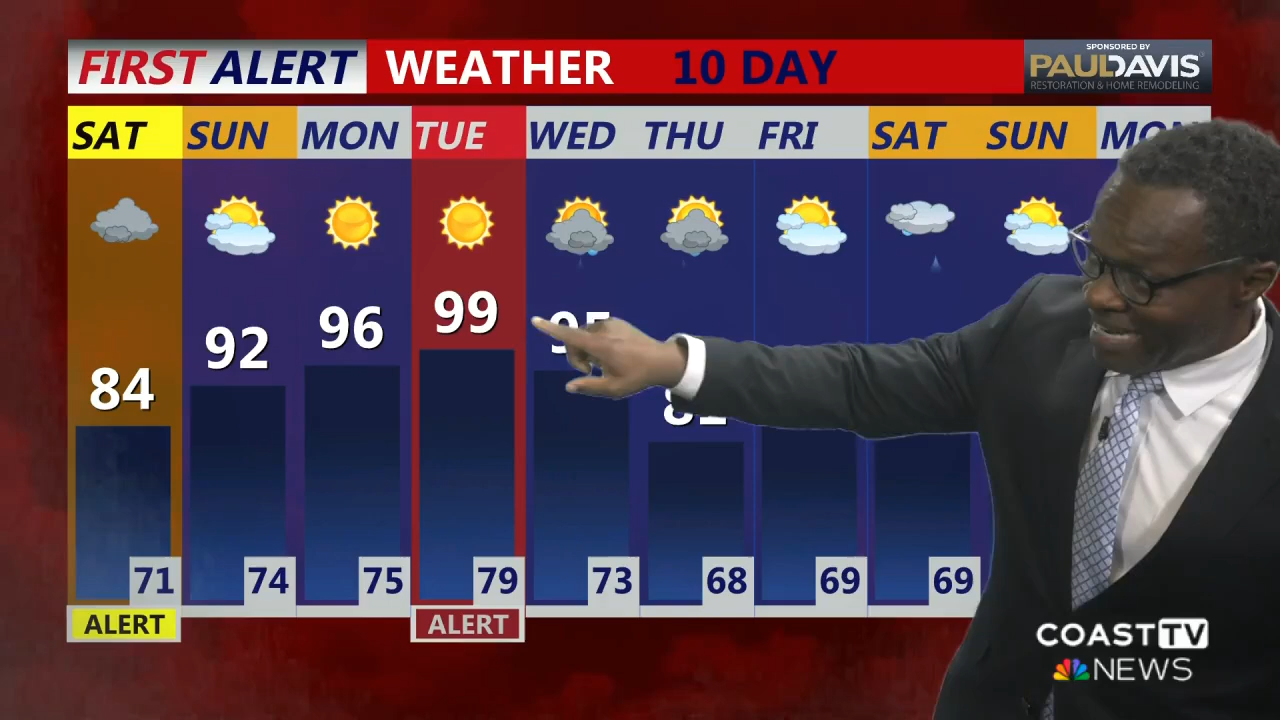 FIRST ALERT WEATHER 10 DAY
SPONSORED BY
PAUL DAVIS
RESTORATION & HOME REMODELING
SAT SUN MON TUE WED THU FRI SAT SUN MON
84 92 96 99 95
71 74 75 79 73 68 69 69
ALERT ALERT
COAST TV
NEWS